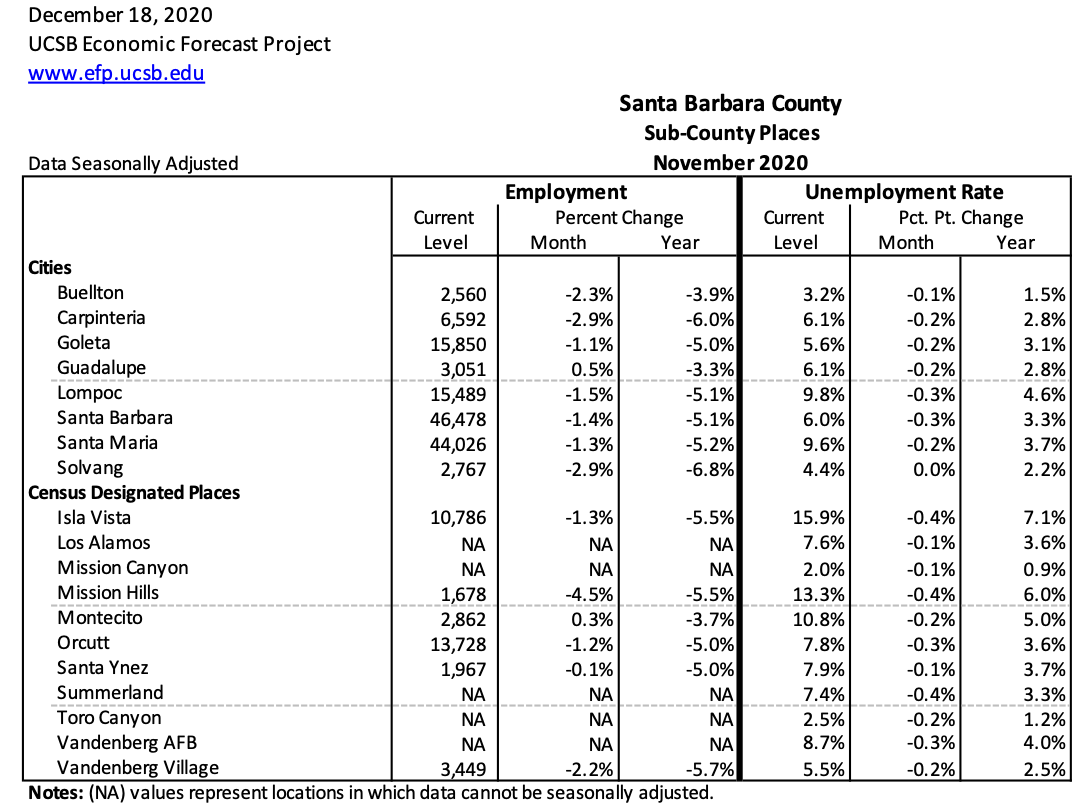 December 18, 2020
UCSB Economic Forecast Project
www.efp.ucsb.edu
Santa Barbara County
Sub-County Places
Data Seasonally Adjusted November 2020
Employment Unemployment Rate
Current Percent Change Current Pct. Pt. Change
Level Month Year Level Month Year
Cities
Buellton 2,560 -2.3% -3.9% 3.2% -0.1% 1.5%
Carpinteria 6,592 -2.9% -6.0% 6.1% -0.2% 2.8%
Goleta 15,850 -1.1% -5.0% 5.6% -0.2% 3.1%
Guadalupe 3,051 0.5% -3.3% 6.1% -0.2% 2.8%
Lompoc 15,489 -1.5% -5.1% 9.8% -0.3% 4.6%
Santa Barbara 46,478 -1.4% -5.1% 6.0% -0.3% 3.3%
Santa Maria 44,026 -1.3% -5.2% 9.6% -0.2% 3.7%
Solvang 2,767 -2.9% -6.8% 4.4% 0.0% 2.2%
Census Designated Places
Isla Vista 10,786 -1.3% -5.5% 15.9% -0.4% 7.1%
Los Alamos NA NA NA 7.6% -0.1% 3.6%
Mission Canyon NA NA NA 2.0% -0.1% 0.9%
Mission Hills 1,678 -4.5% -5.5% 13.3% -0.4% 6.0%
Montecito 2,862 0.3% -3.7% 10.8% -0.2% 5.0%
Orcutt 13,728 -1.2% -5.0% 7.8% -0.3% 3.6%
Santa Ynez 1,967 -0.1% -5.0% 7.9% -0.1% 3.7%
Summerland NA NA NA 7.4% -0.4% 3.3%
Toro Canyon NA NA NA 2.5% -0.2% 1.2%
Vandenberg AFB NA NA NA 8.7% -0.3% 4.0%
Vandenberg Village 3,449 -2.2% -5.7% 5.5% -0.2% 2.5%
Notes: (NA) values represent locations in which data cannot be seasonally adjusted.